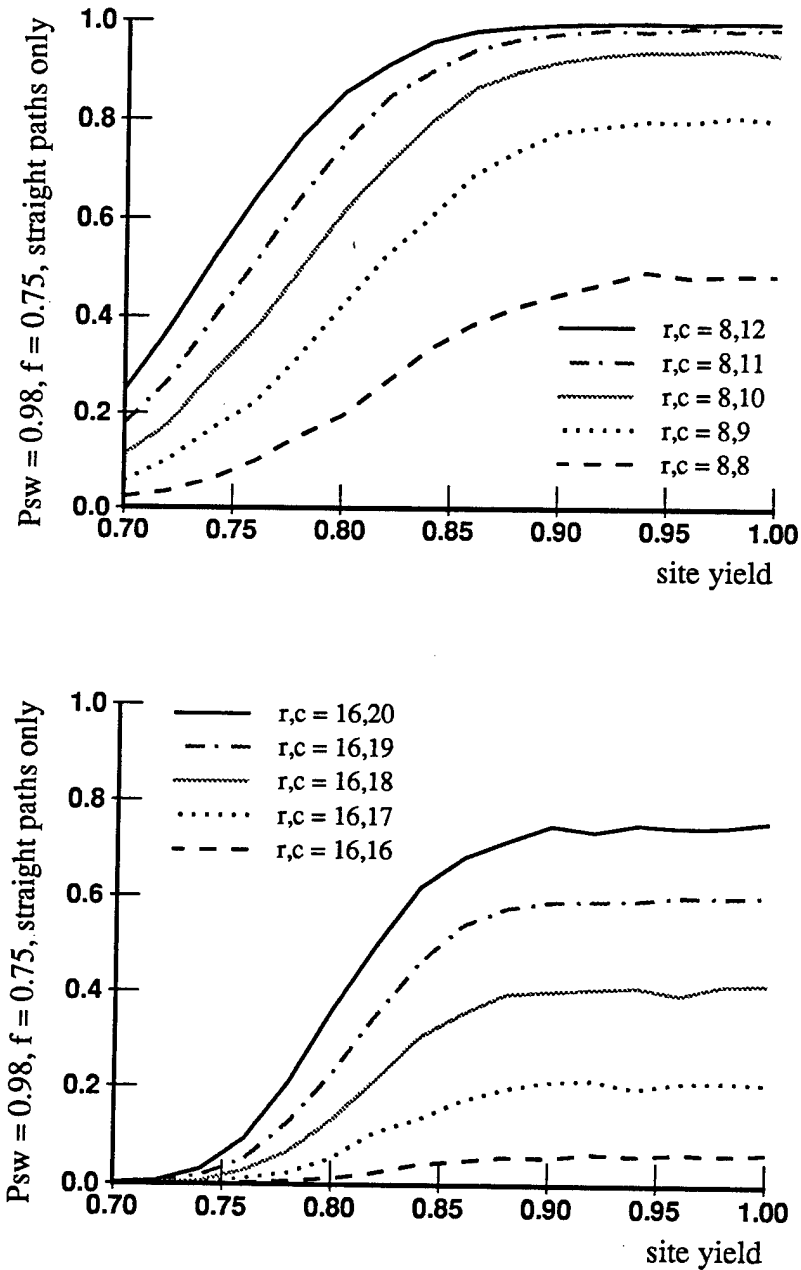 Psw = 0.98, f = 0.75, straight paths only
1.0
0.8
0.6
0.4
0.2
0.0
r,c = 8,12
r,c = 8,11
r,c = 8,10
r,c = 8,9
r,c = 8,8
0.70 0.75 0.80 0.85 0.90 0.95 1.00
site yield
Psw = 0.98, f = 0.75, straight paths only
1.0
0.8
0.6
0.4
0.2
0.0
r,c = 16,20
r,c = 16,19
r,c = 16,18
r,c = 16,17
r,c = 16,16
0.70 0.75 0.80 0.85 0.90 0.95 1.00
site yield